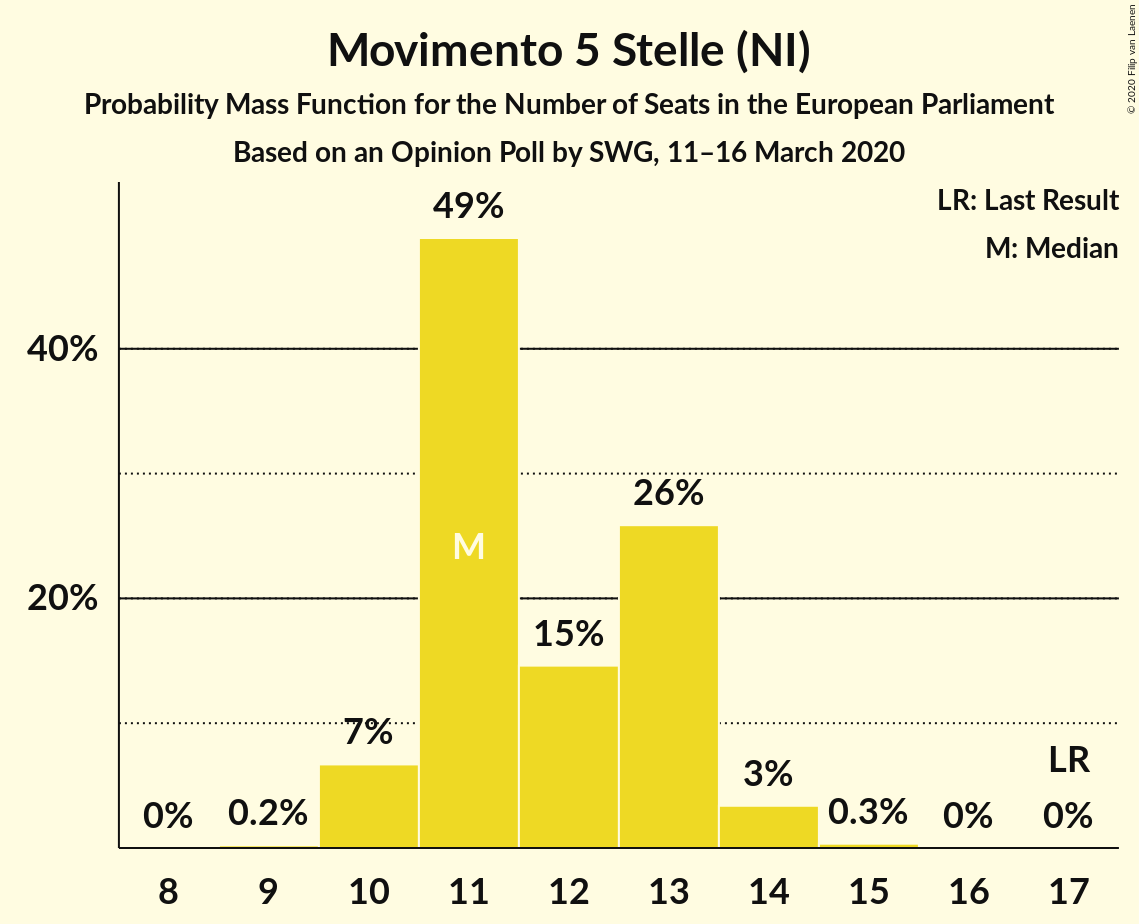 Movimento 5 Stelle (NI)
Probability Mass Function for the Number of Seats in the European Parliament
Based on an Opinion Poll by SWG, 11–16 March 2020
© 2020 Filip van Laenen
LR: Last Result
M: Median
49%
40%
26%
M
20%
15%
7%
3%
LR
0%
0.2%
0.3%
0%
0%
8 9 10 11 12 13 14 15 16 17